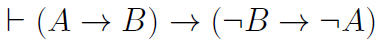 ⊢ (A → B) → (¬B → ¬A)